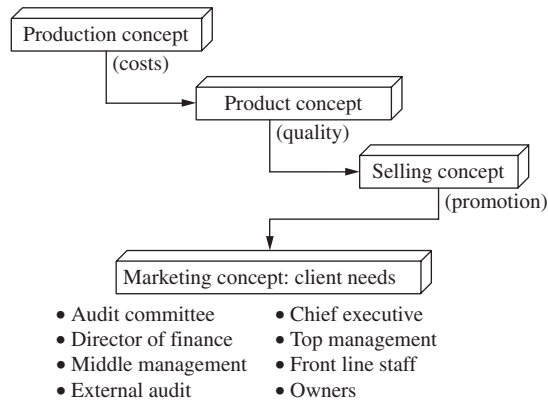 Production concept
(costs)
Product concept
(quality)
Selling concept
(promotion)
Marketing concept: client needs
• Audit committee
• Director of finance
• Middle management
• External audit
• Chief executive
• Top management
• Front line staff
• Owners